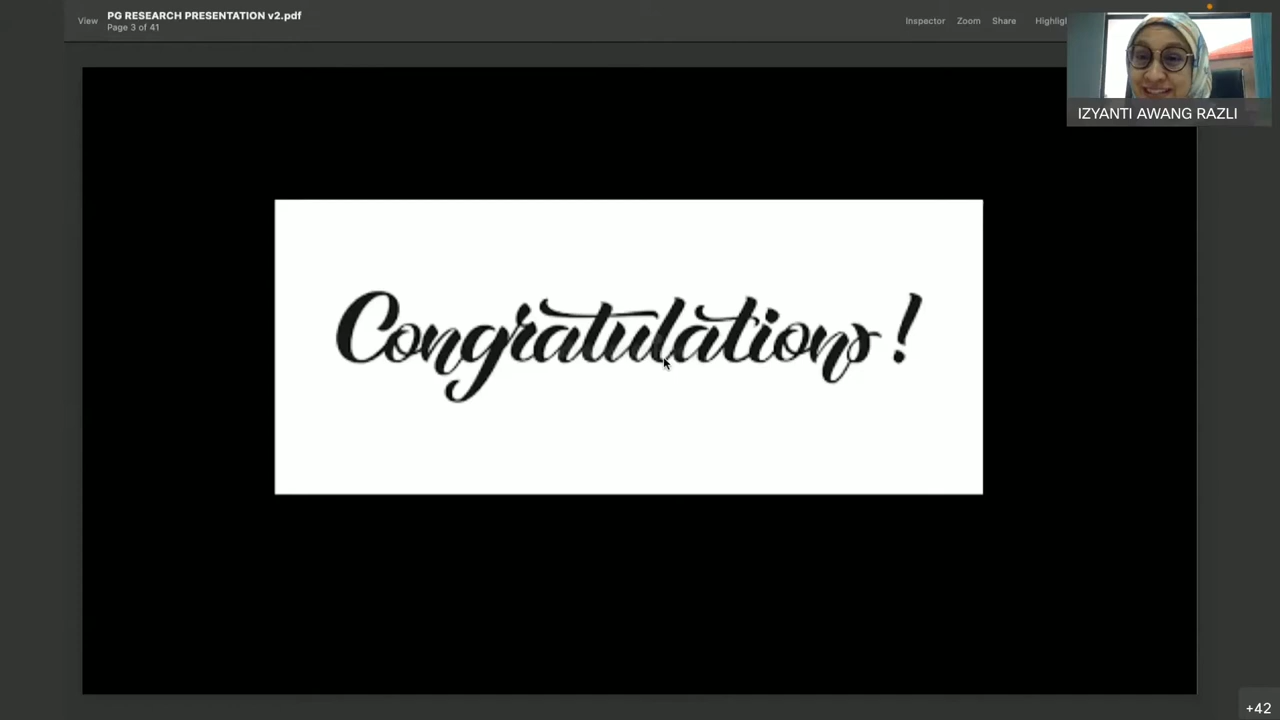 View
PG RESEARCH PRESENTATION v2.pdf
Page 3 of 41
Inspector
Zoom
Share
Highligh
IZYANTI AWANG RAZLI
Congratulations!
+42